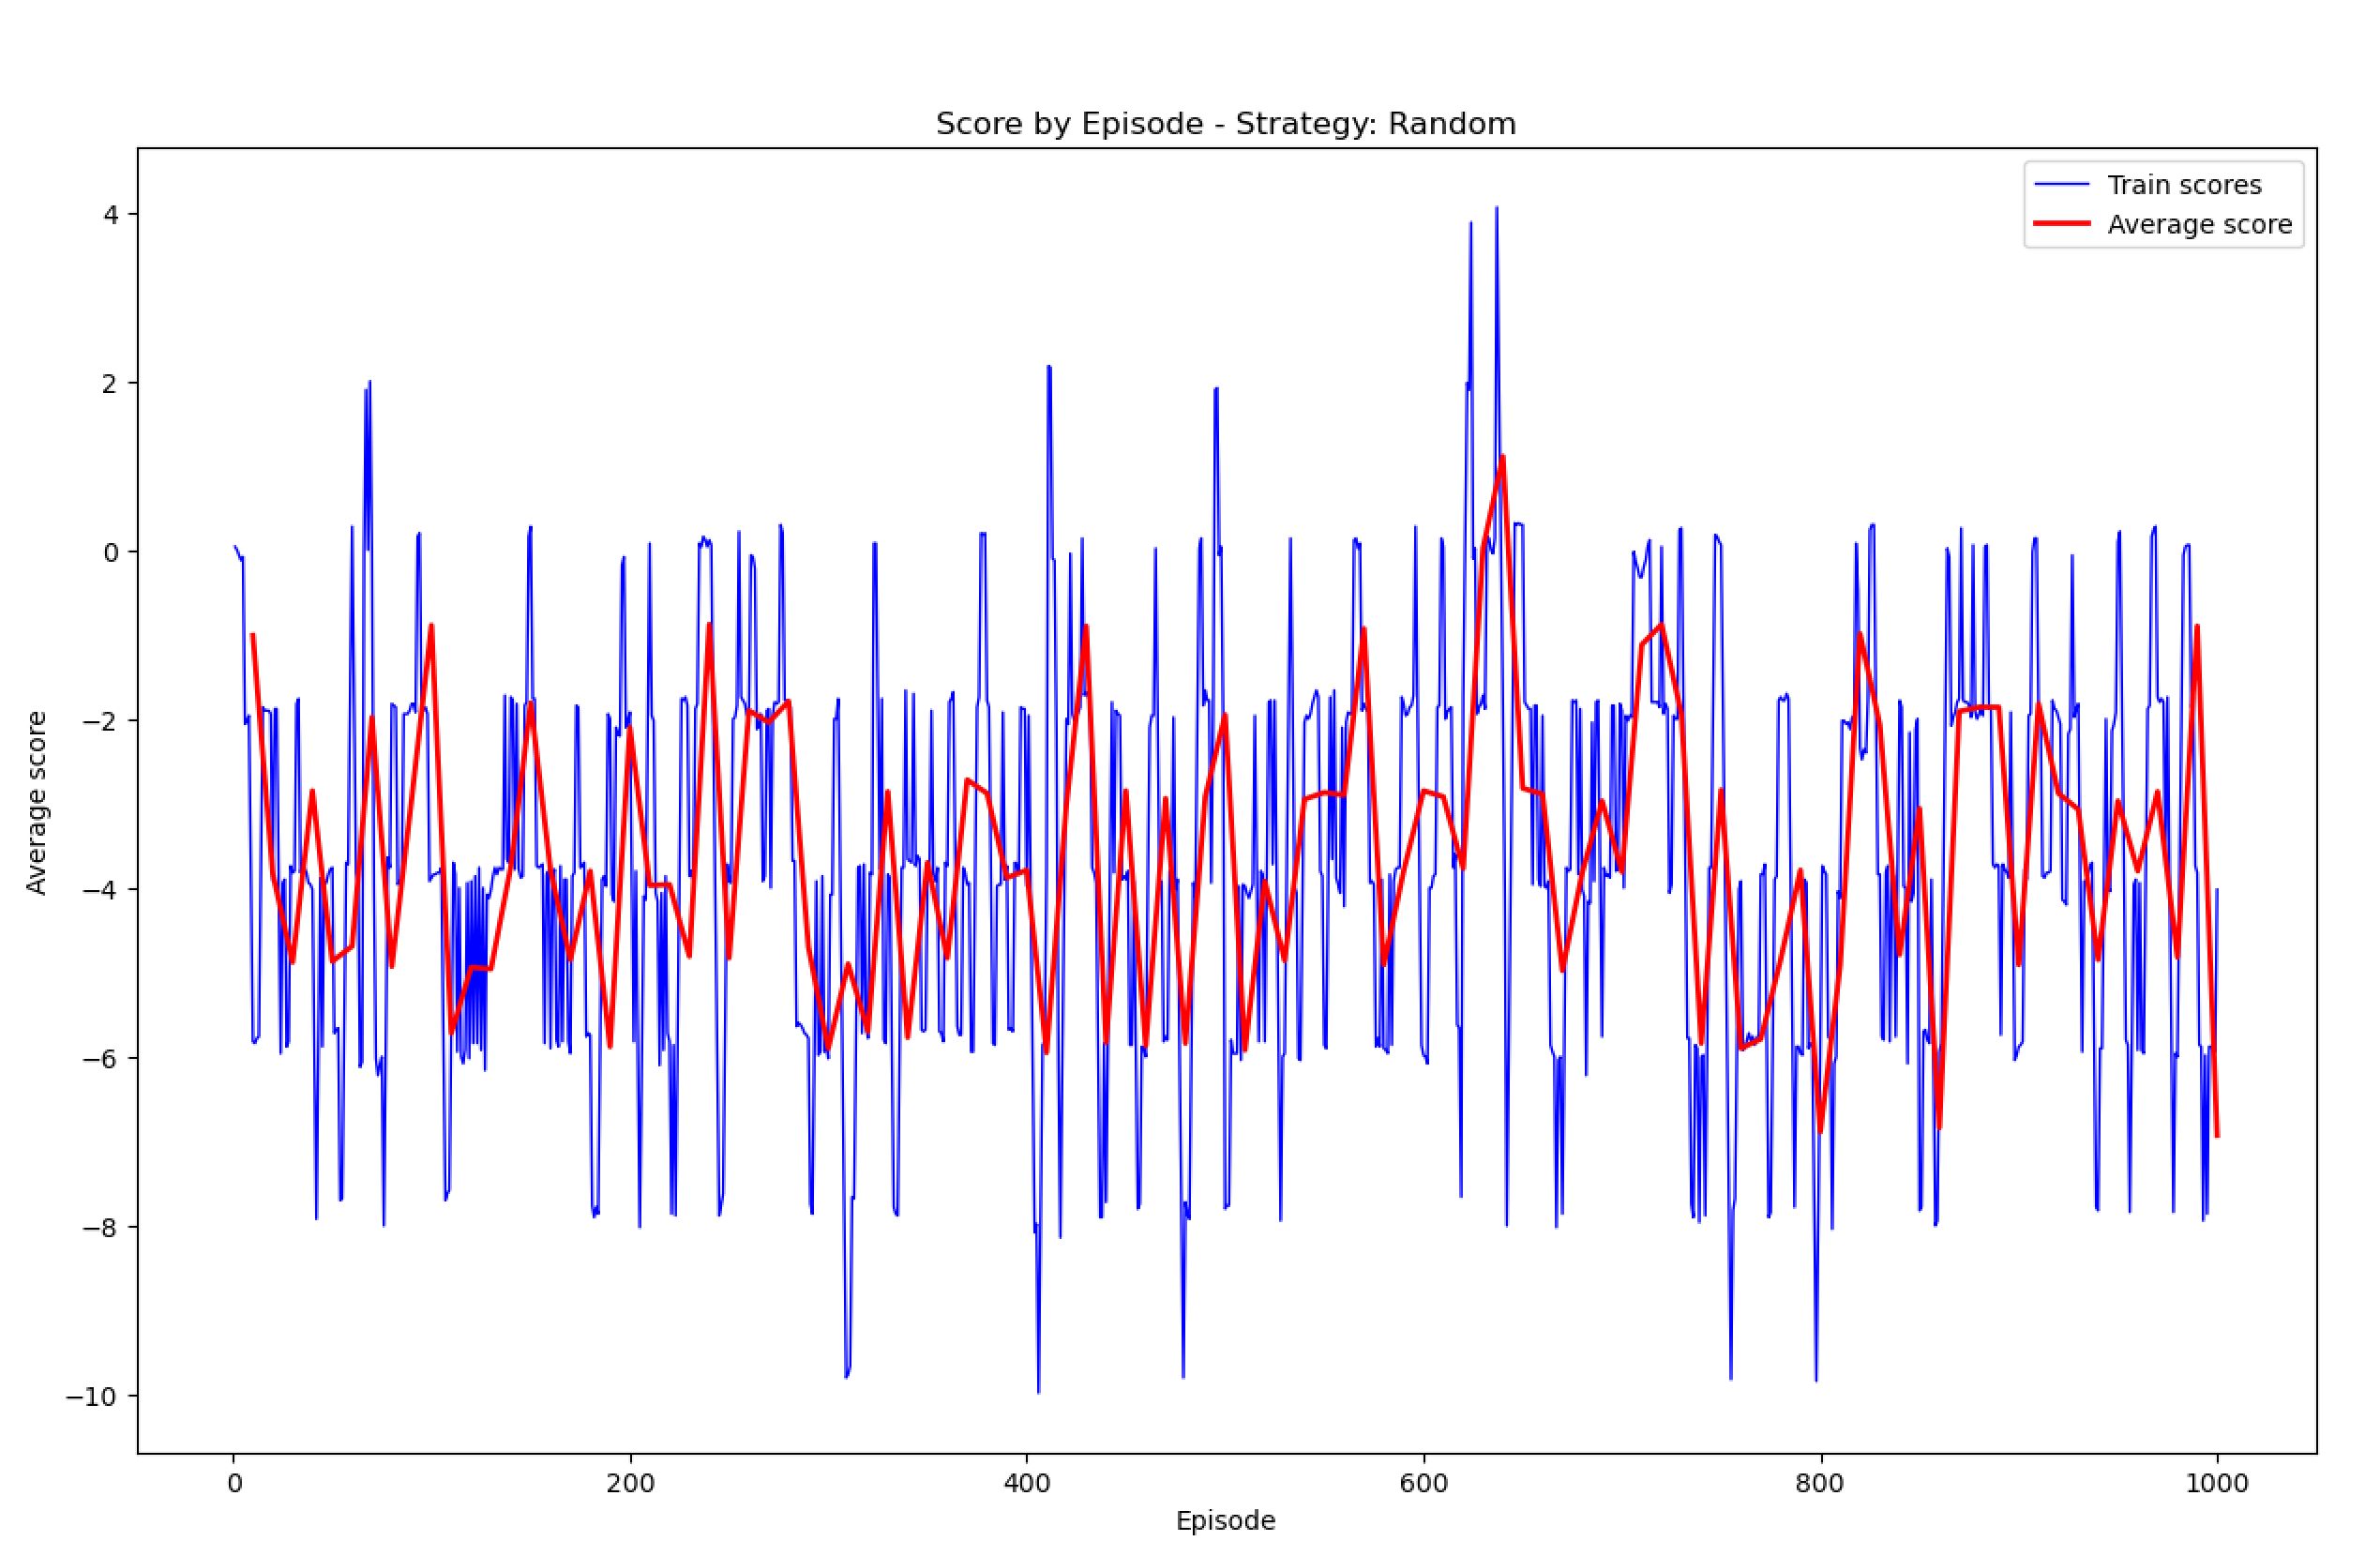 Score by Episode - Strategy: Random
Train scores
Average score
4
2
0
−2
−4
−6
−8
−10
Average score
0
200
400
600
800
1000
Episode